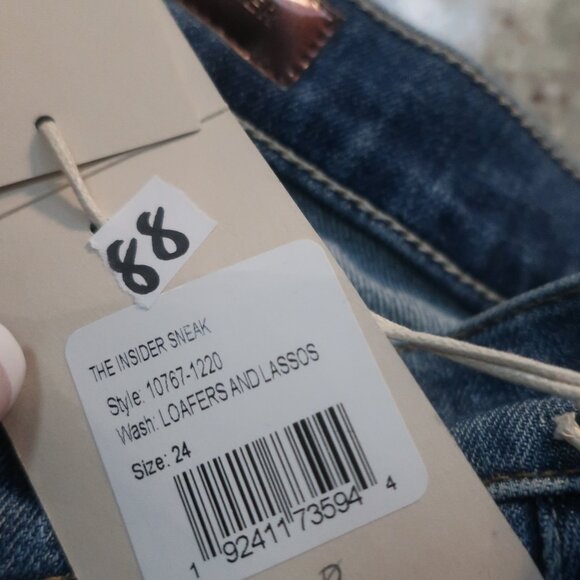 88
THE INSIDER SNEAK
Style: 10767-1220
Wash: LOAFERS AND LASSOS
Size: 24
1 92411 73594 4